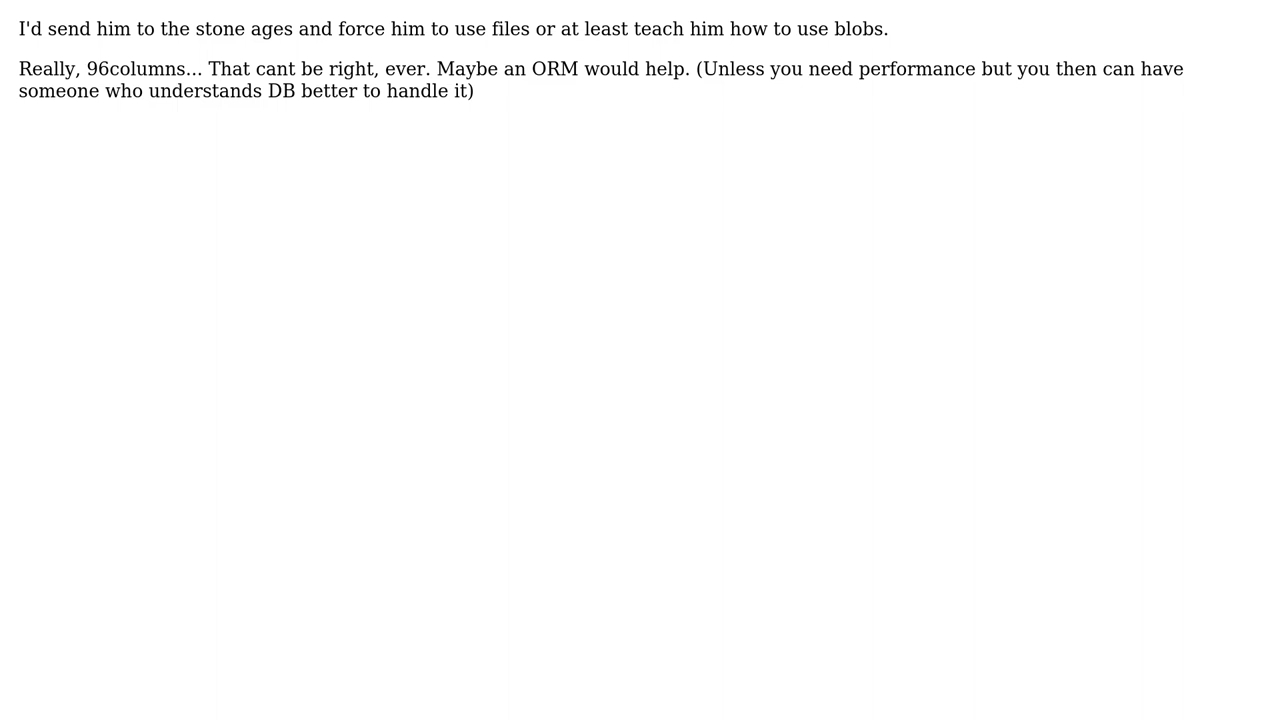 I'd send him to the stone ages and force him to use files or at least teach him how to use blobs.
Really, 96columns... That cant be right, ever. Maybe an ORM would help. (Unless you need performance but you then can have
someone who understands DB better to handle it)